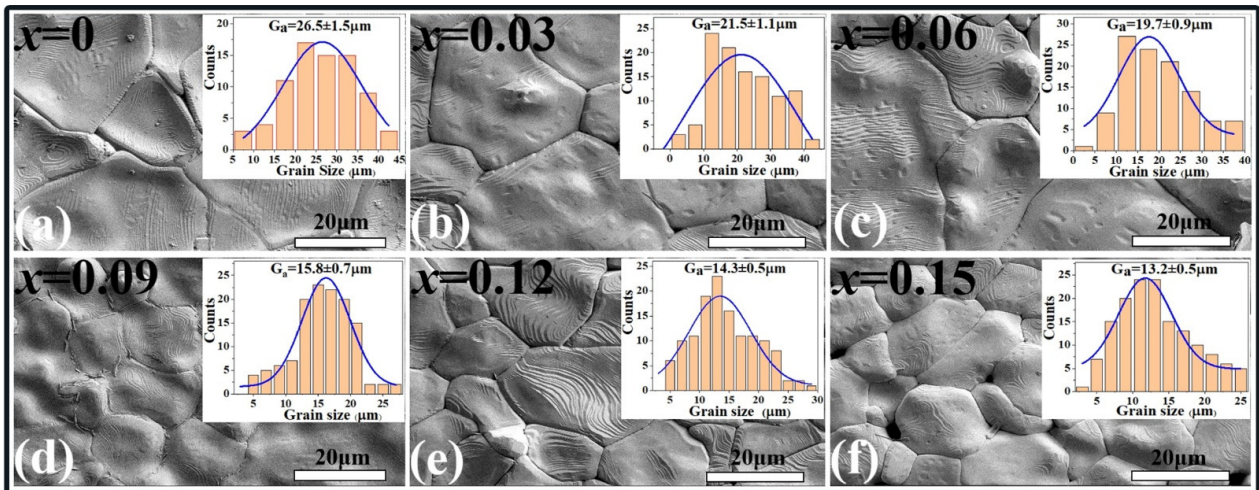 x=0
Ga=26.5±1.5μm
Counts
20
15
10
5
0
5 10 15 20 25 30 35 40 45
Grain Size (μm)
(a)
20μm
x=0.03
Ga=21.5±1.1μm
Counts
25
20
15
10
5
0
0 10 20 30 40
Grain Size (μm)
(b)
20μm
x=0.06
Ga=19.7±0.9μm
Counts
30
25
20
15
10
5
0
0 5 10 15 20 25 30 35 40
Grain Size (μm)
(c)
20μm
x=0.09
Ga=15.8±0.7μm
Counts
25
20
15
10
5
0
5 10 15 20 25
Grain size (μm)
(d)
20μm
x=0.12
Ga=14.3±0.5μm
Counts
25
20
15
10
5
0
5 10 15 20 25 30
Grain size (μm)
(e)
20μm
x=0.15
Ga=13.2±0.5μm
Counts
25
20
15
10
5
0
5 10 15 20 25
Grain size (μm)
(f)
20μm